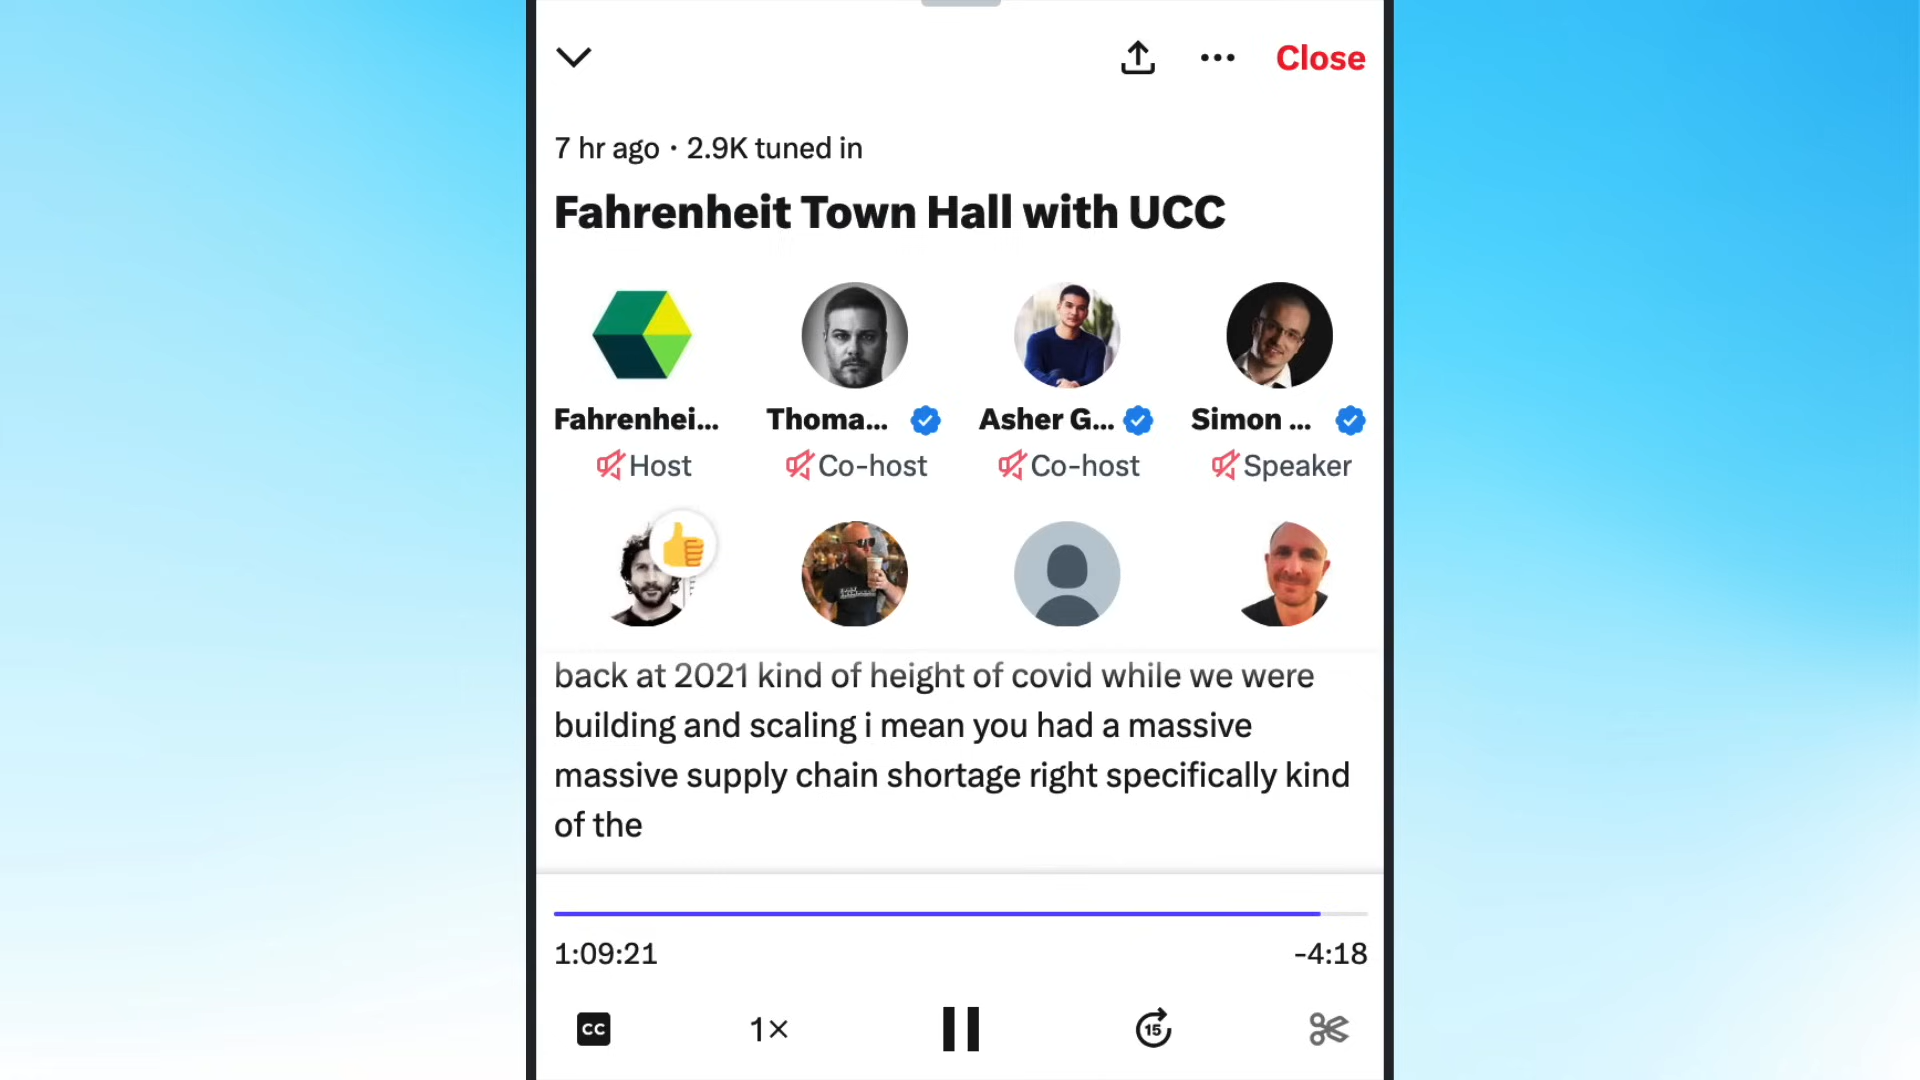 Close
7 hr ago · 2.9K tuned in
Fahrenheit Town Hall with UCC
Fahrenhei... Thoma... Asher G... Simon ...
Host Co-host Co-host Speaker
back at 2021 kind of height of covid while we were
building and scaling i mean you had a massive
massive supply chain shortage right specifically kind
of the
1:09:21 -4:18
CC 1× 15